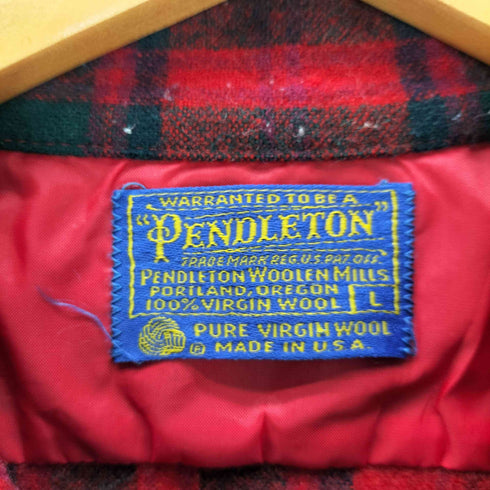 WARRANTED TO BE A
"PENDLETON"
TRADE MARK REG. U.S. PAT. OFF.
PENDLETON WOOLEN MILLS
PORTLAND, OREGON
100% VIRGIN WOOL L
PURE VIRGIN WOOL
® MADE IN U.S.A.